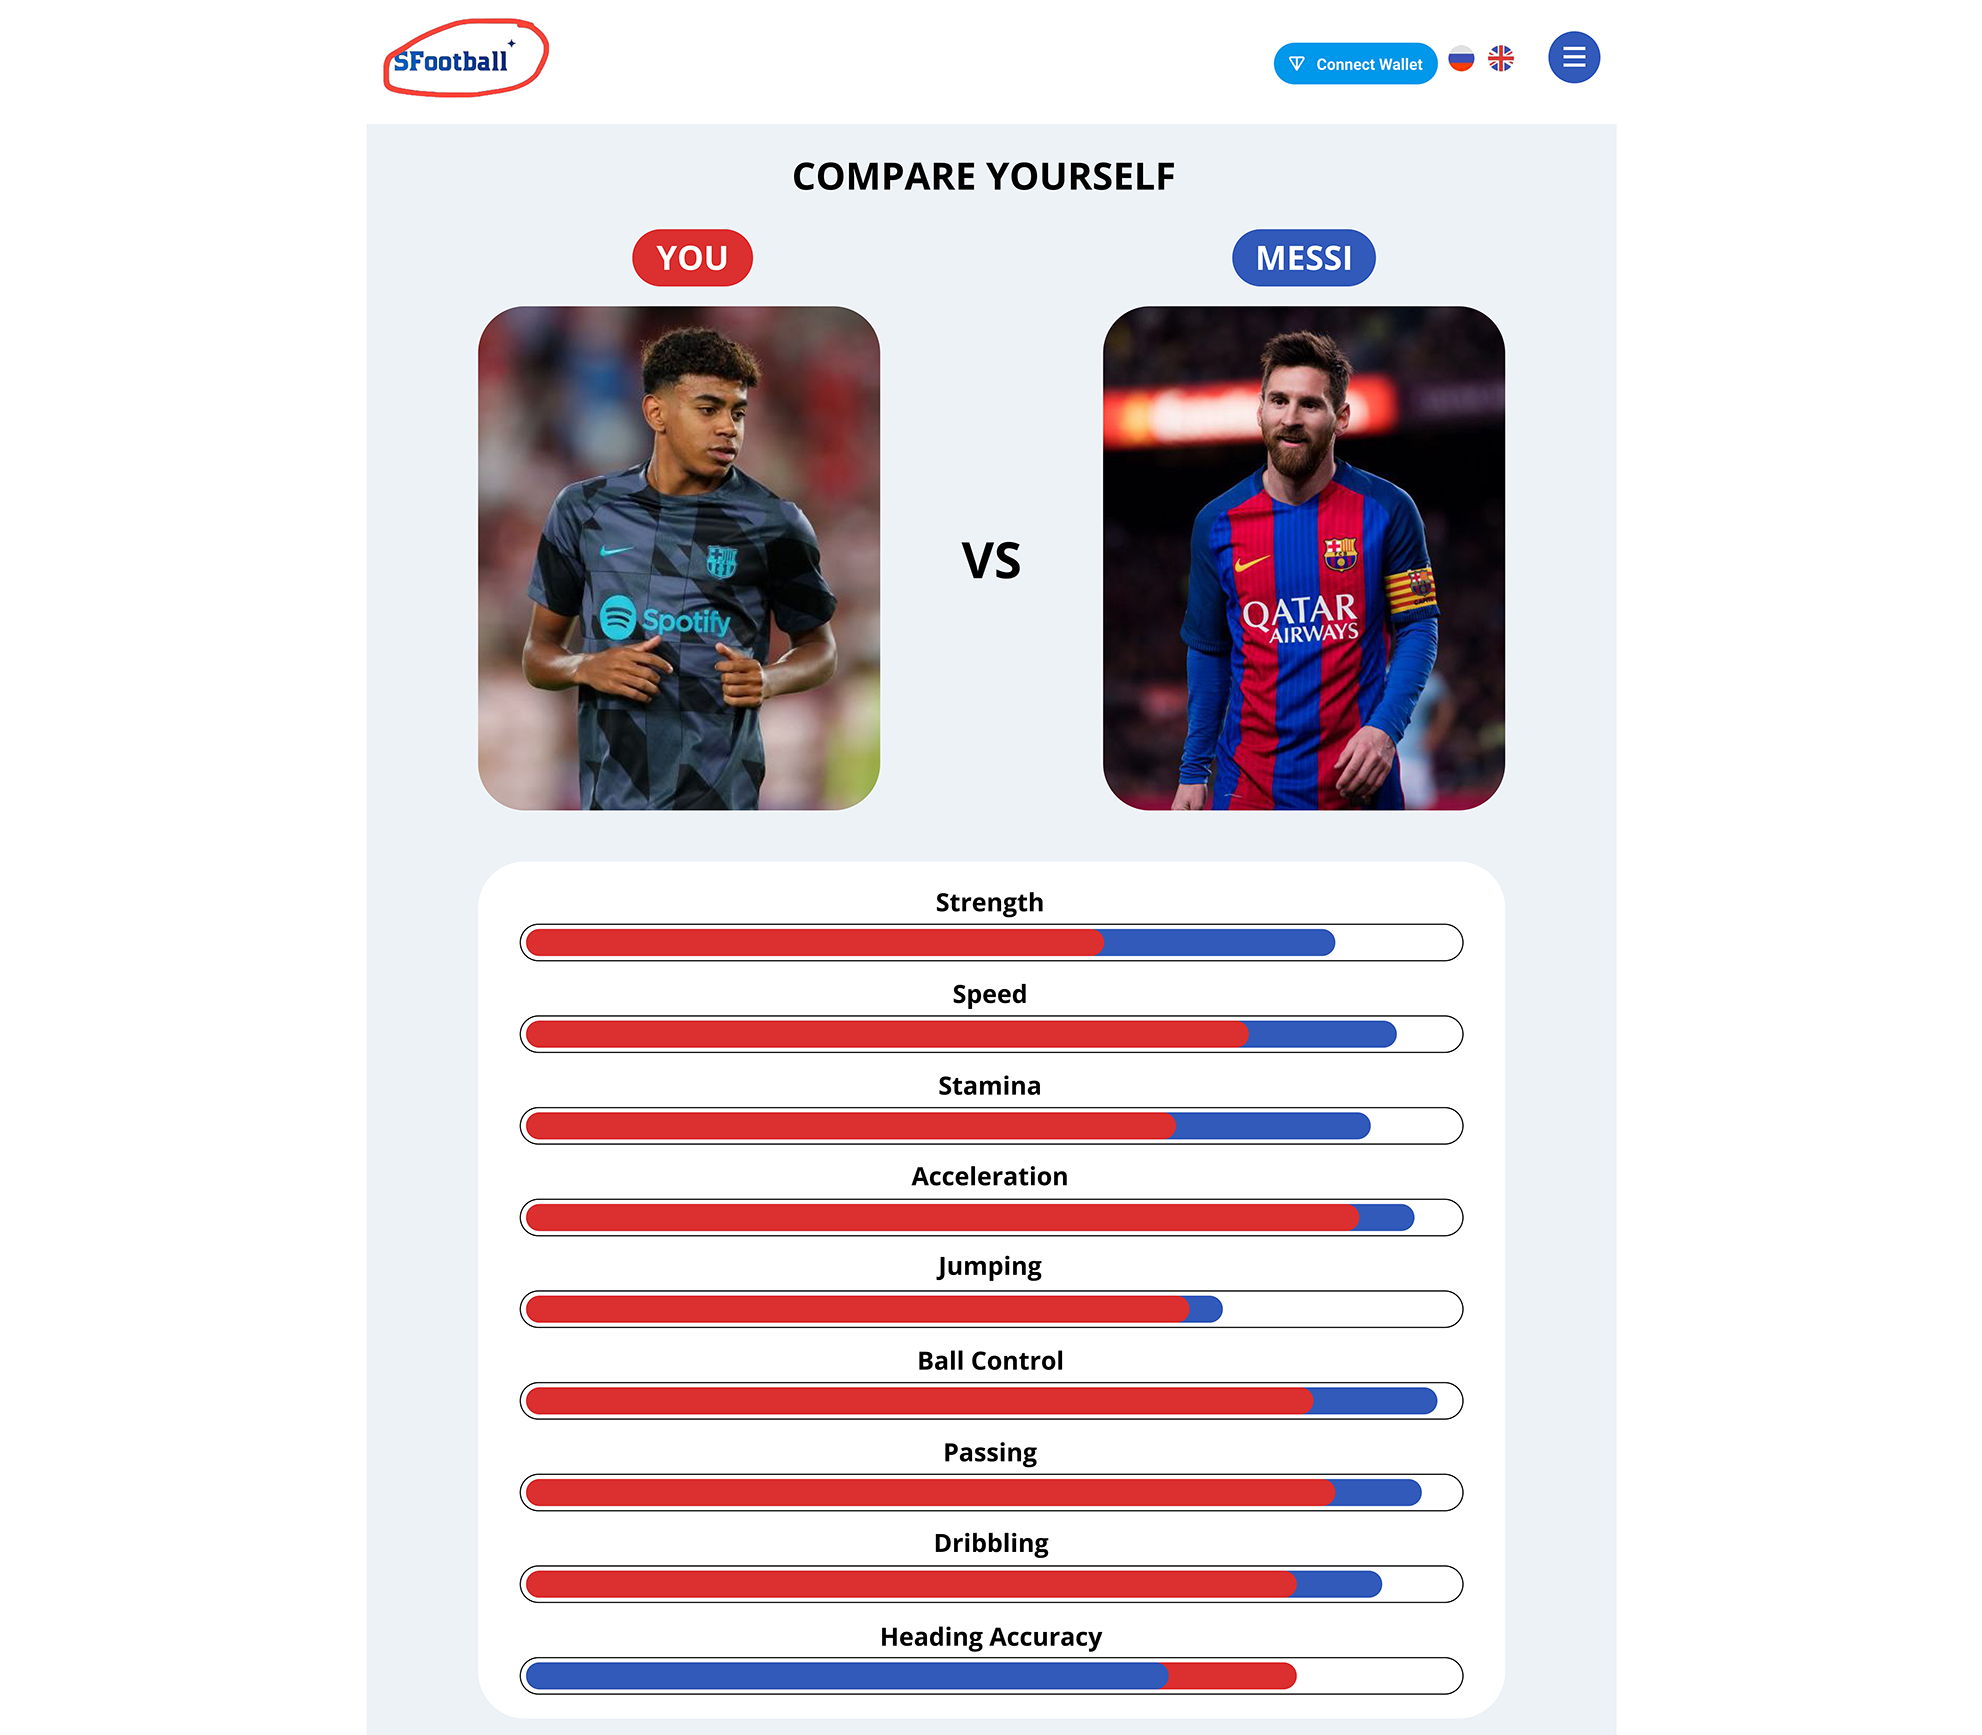 SFootball
Connect Wallet
COMPARE YOURSELF
YOU
MESSI
VS
Spotify
QATAR
AIRWAYS
Strength
Speed
Stamina
Acceleration
Jumping
Ball Control
Passing
Dribbling
Heading Accuracy